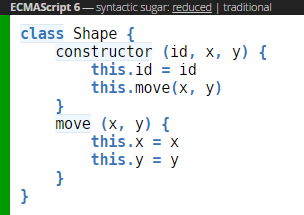 ECMAScript 6 — syntactic sugar: reduced | traditional
class Shape {
    constructor (id, x, y) {
        this.id = id
        this.move(x, y)
    }
    move (x, y) {
        this.x = x
        this.y = y
    }
}